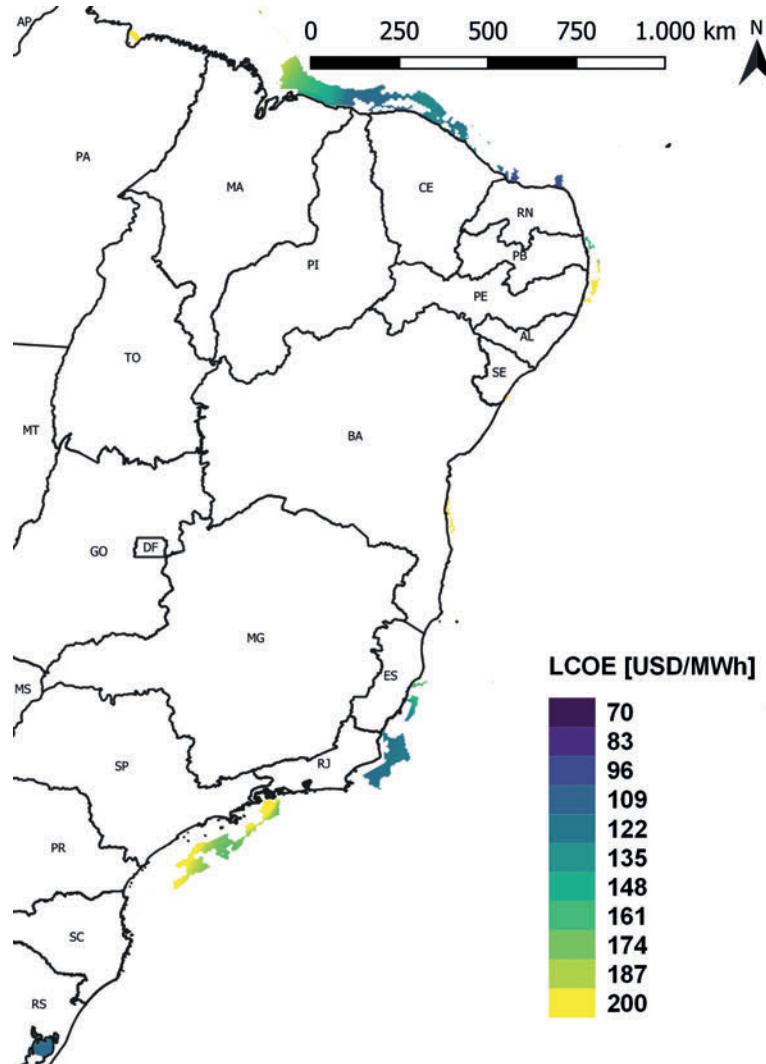 0 250 500 750 1.000 km
N
AP
PA
MA
CE
RN
PB
PI
PE
AL
SE
TO
MT
BA
DF
GO
MG
ES
MS
SP
RJ
PR
SC
RS
LCOE [USD/MWh]
70
83
96
109
122
135
148
161
174
187
200